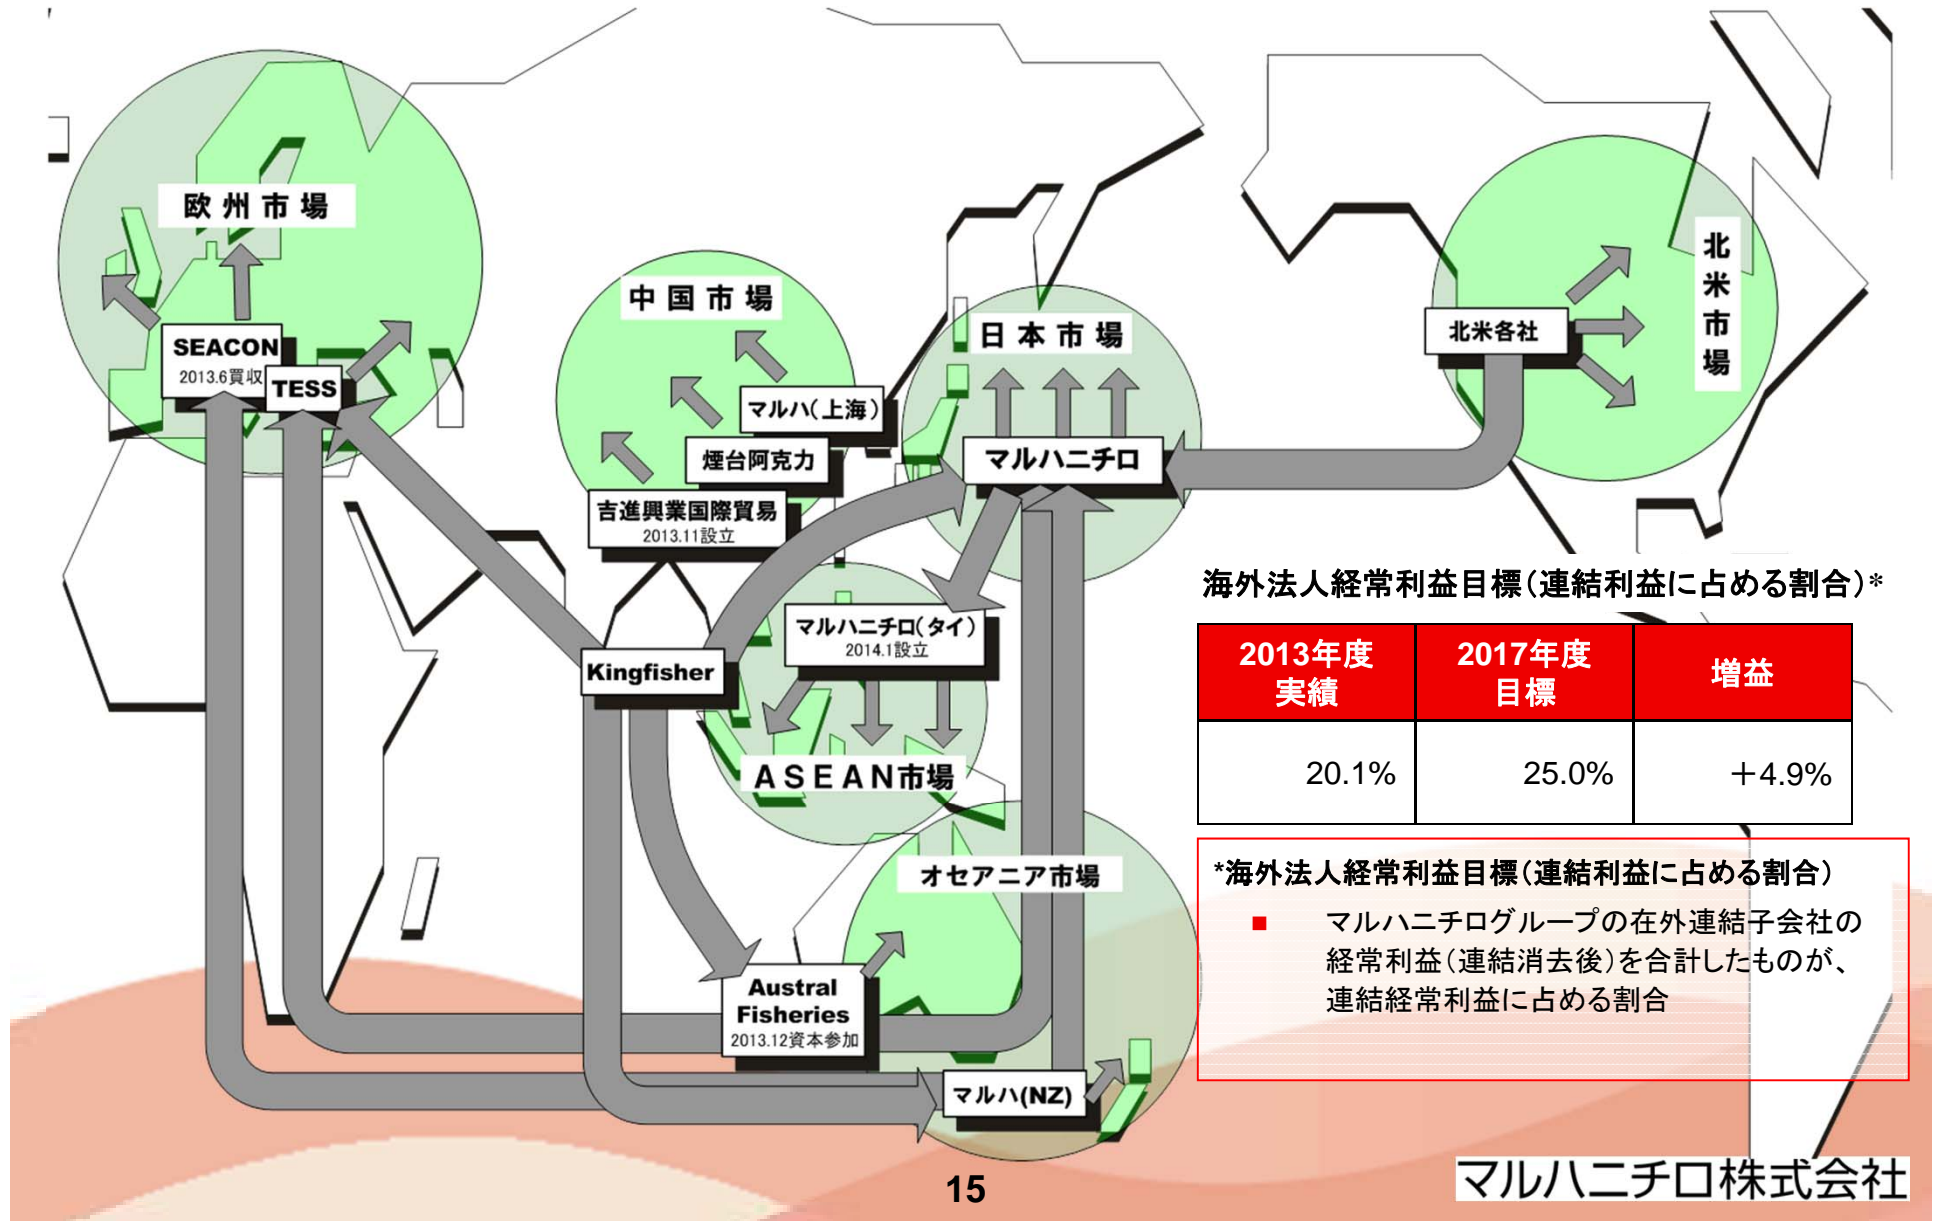 欧州市場
SEACON
2013.6買収
TESS
中国市場
マルハ(上海)
煙台阿克力
吉進興業国際貿易
2013.11設立
日本市場
マルハニチロ
北米各社
北米市場
Kingfisher
マルハニチロ(タイ)
2014.1設立
ASEAN市場
オセアニア市場
Austral
Fisheries
2013.12資本参加
マルハ(NZ)
海外法人経常利益目標(連結利益に占める割合)*
2013年度
実績
2017年度
目標
増益
20.1%
25.0%
+4.9%
*海外法人経常利益目標(連結利益に占める割合)
■ マルハニチログループの在外連結子会社の
経常利益(連結消去後)を合計したものが、
連結経常利益に占める割合
15
マルハニチロ株式会社